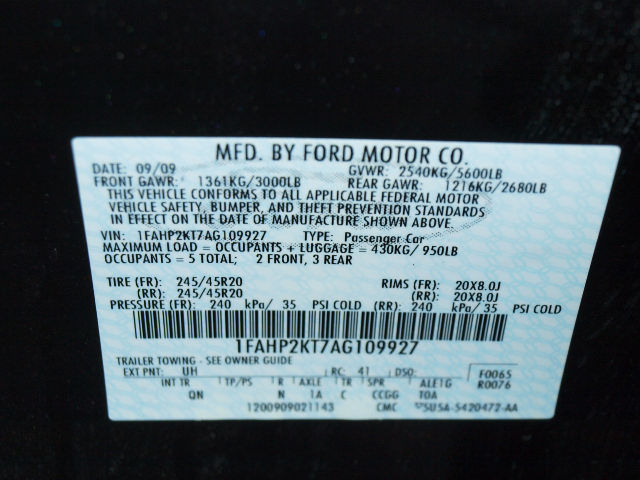 MFD. BY FORD MOTOR CO.
DATE: 09/09 GVWR: 2540KG/5600LB
FRONT GAWR: 1361KG/3000LB REAR GAWR: 1216KG/2680LB
THIS VEHICLE CONFORMS TO ALL APPLICABLE FEDERAL MOTOR
VEHICLE SAFETY, BUMPER, AND THEFT PREVENTION STANDARDS
IN EFFECT ON THE DATE OF MANUFACTURE SHOWN ABOVE.
VIN: 1FAHP2KT7AG109927 TYPE: Passenger Car
MAXIMUM LOAD = OCCUPANTS + LUGGAGE = 430KG/ 950LB
OCCUPANTS = 5 TOTAL; 2 FRONT, 3 REAR
TIRE (FR): 245/45R20 RIMS (FR): 20X8.0J
(RR): 245/45R20 (RR): 20X8.0J
PRESSURE (FR): 240 kPa/ 35 PSI COLD (RR): 240 kPa/ 35 PSI COLD
1FAHP2KT7AG109927
TRAILER TOWING - SEE OWNER GUIDE
EXT PNT: UH RC: 41 DSO: F0065
INT TR TP/PS R AXLE TR SPR ALE1G R0076
QN N 1A C CCGG TOA
1200909021143 CMC 5U5A-5420472-AA